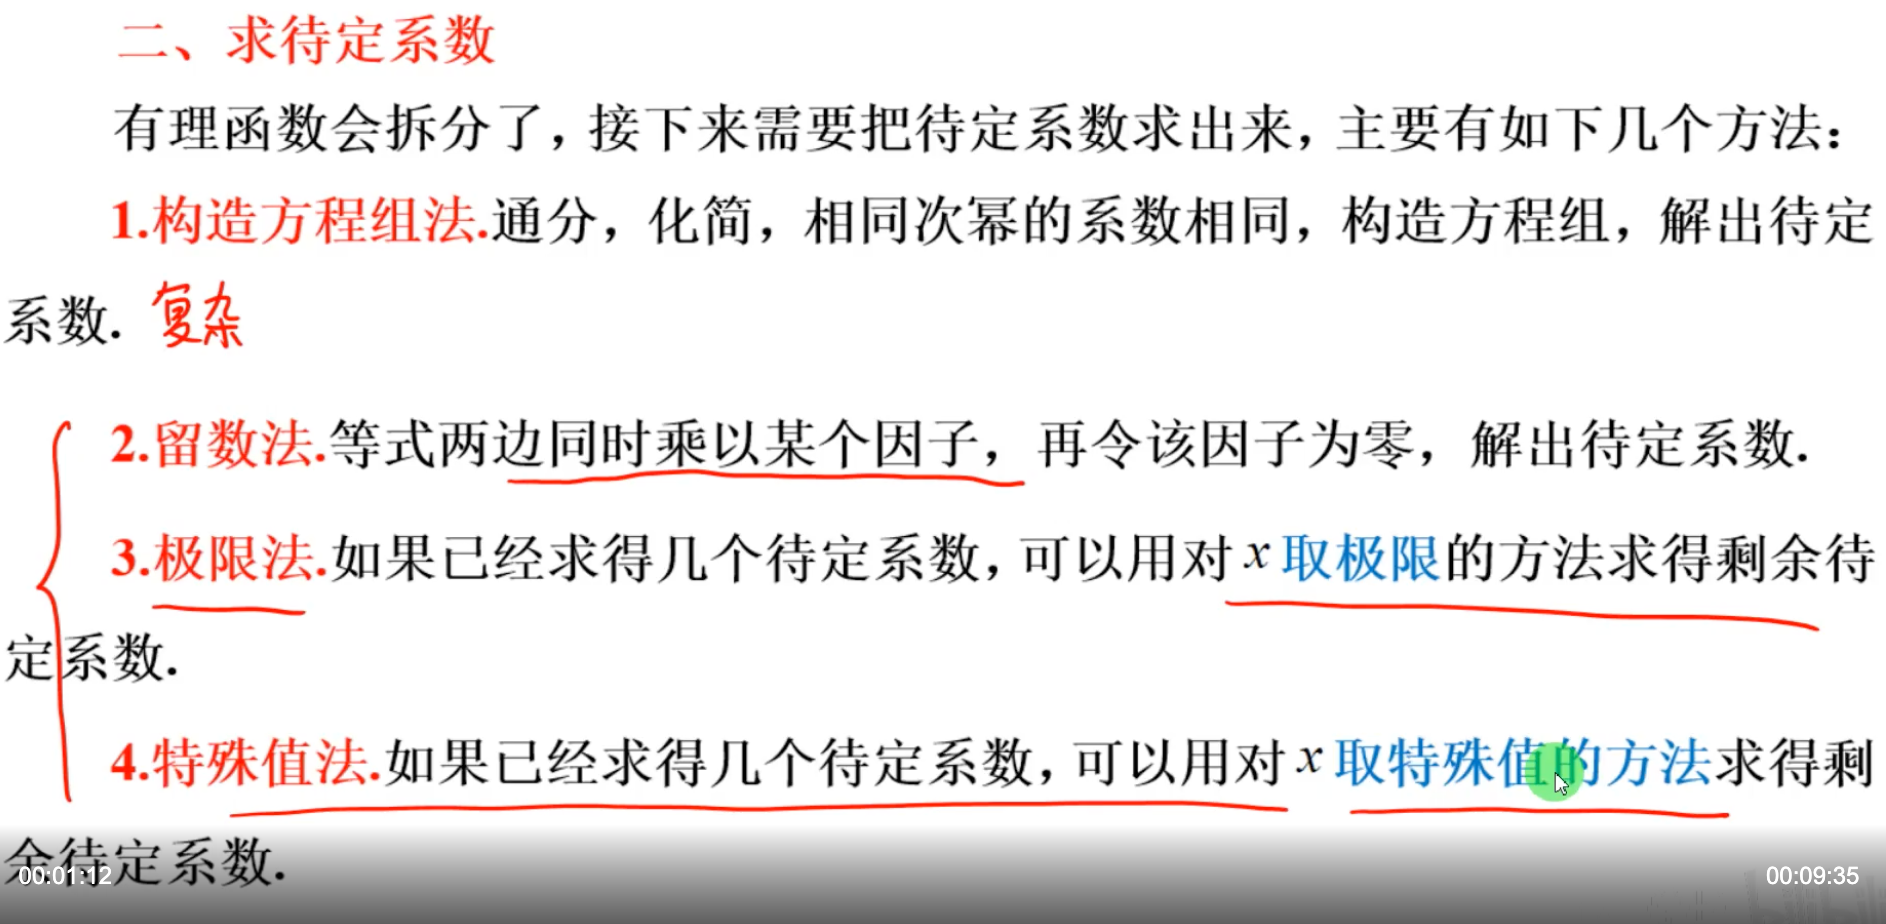 二、求待定系数
有理函数会拆分了，接下来需要把待定系数求出来，主要有如下几个方法：
1.构造方程组法.通分，化简，相同次幂的系数相同，构造方程组，解出待定
系数. 复杂
2.留数法.等式两边同时乘以某个因子，再令该因子为零，解出待定系数.
3.极限法.如果已经求得几个待定系数，可以用对 x 取极限的方法求得剩余待
定系数.
4.特殊值法.如果已经求得几个待定系数，可以用对 x 取特殊值的方法求得剩
余待定系数.
00:01:12
00:09:35